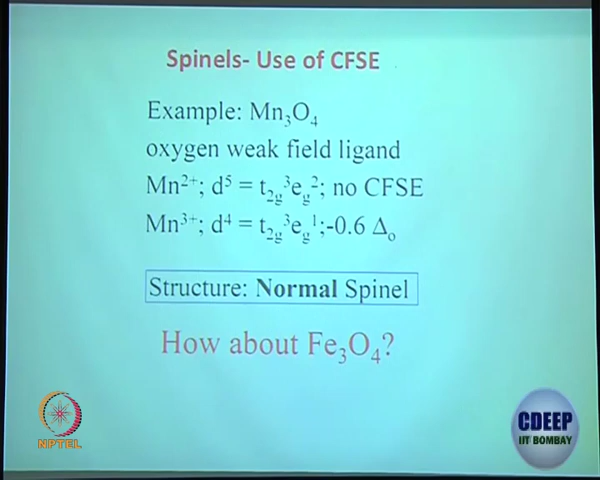 Spinels- Use of CFSE
Example: Mn₃O₄
oxygen weak field ligand
Mn²⁺; d⁵ = t₂g³eg²; no CFSE
Mn³⁺; d⁴ = t₂g³eg¹;-0.6 Δₒ
Structure: Normal Spinel
How about Fe₃O₄?
NPTEL
CDEEP
IIT BOMBAY